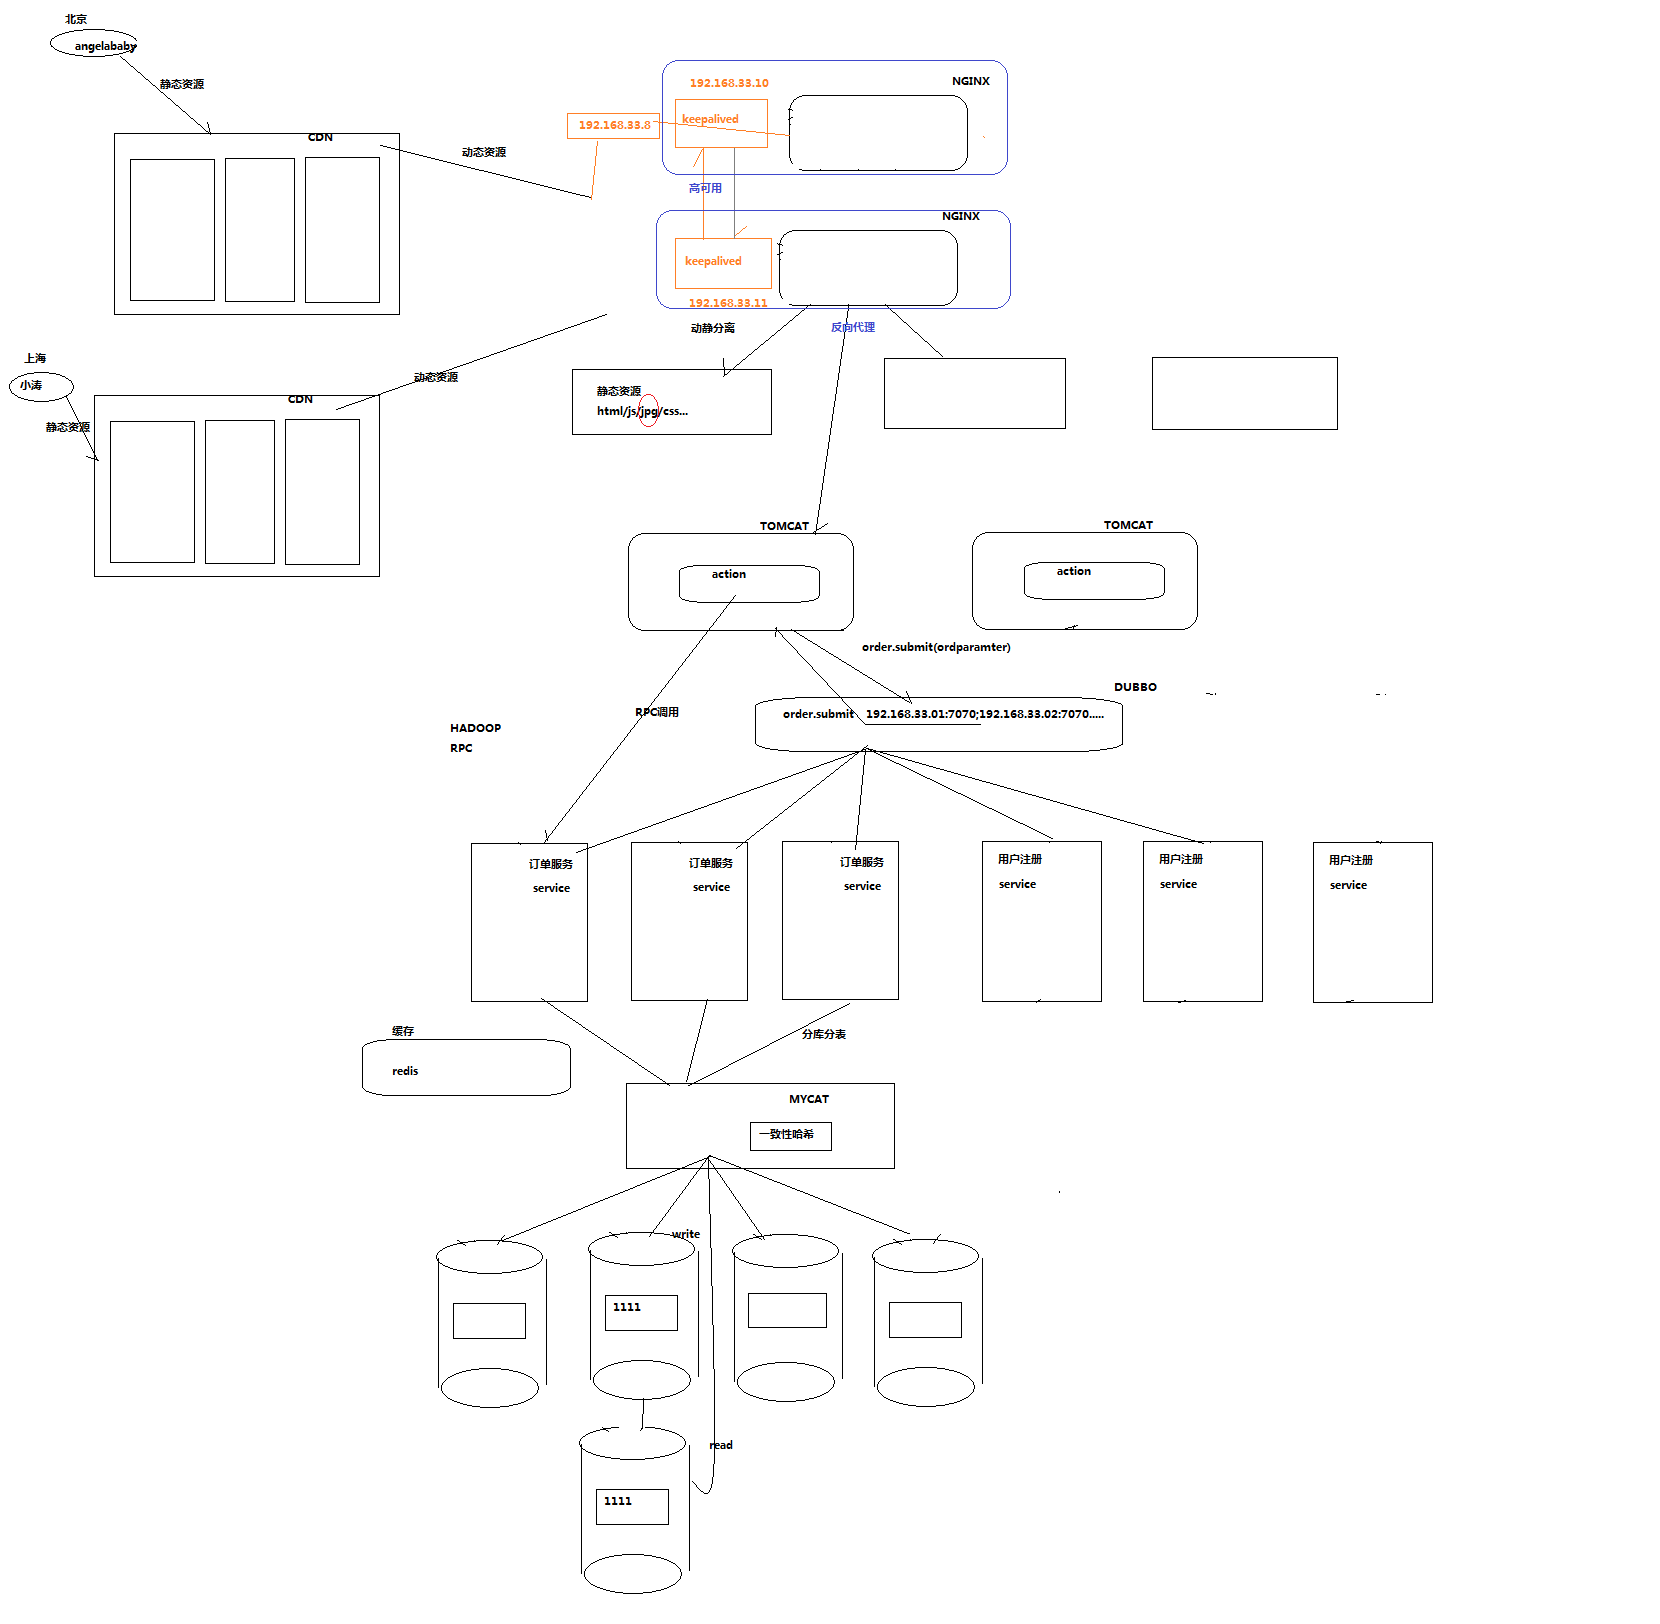 北京
angelababy
静态资源
CDN
动态资源
192.168.33.10
NGINX
192.168.33.8
keepalived
高可用
NGINX
keepalived
192.168.33.11
动静分离
反向代理
上海
小涛
静态资源
CDN
动态资源
静态资源
html/js/jpg/css...
TOMCAT
action
TOMCAT
action
order.submit(ordparamter)
DUBBO
order.submit 192.168.33.01:7070;192.168.33.02:7070.....
RPC调用
HADOOP
RPC
订单服务
service
订单服务
service
订单服务
service
用户注册
service
用户注册
service
用户注册
service
缓存
redis
分库分表
MYCAT
一致性哈希
write
1111
read
1111